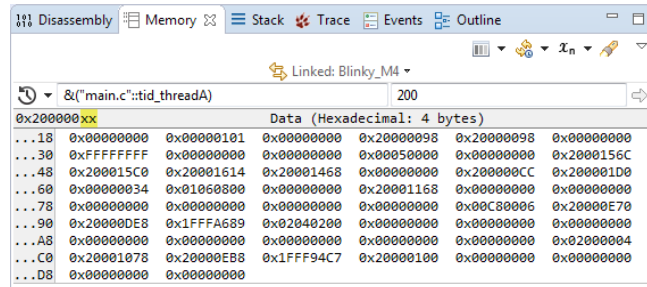 Disassembly Memory Stack Trace Events Outline
Linked: Blinky_M4
&("main.c"::tid_threadA) 200
0x200000xx Data (Hexadecimal: 4 bytes)
...18 0x00000000 0x00000101 0x00000000 0x20000098 0x20000098 0x00000000
...30 0xFFFFFFFF 0x00000000 0x00000000 0x00050000 0x00000000 0x2000156C
...48 0x200015C0 0x20001614 0x20001468 0x00000000 0x200000CC 0x200001D0
...60 0x00000034 0x01060800 0x00000000 0x20001168 0x00000000 0x00000000
...78 0x00000000 0x00000000 0x00000000 0x00000000 0x00C80006 0x20000E70
...90 0x20000DE8 0x1FFFA689 0x02040200 0x00000000 0x00000000 0x00000000
...A8 0x00000000 0x00000000 0x00000000 0x00000000 0x00000000 0x02000004
...C0 0x20001078 0x20000EB8 0x1FFF94C7 0x20000100 0x00000000 0x00000000
...D8 0x00000000 0x00000000